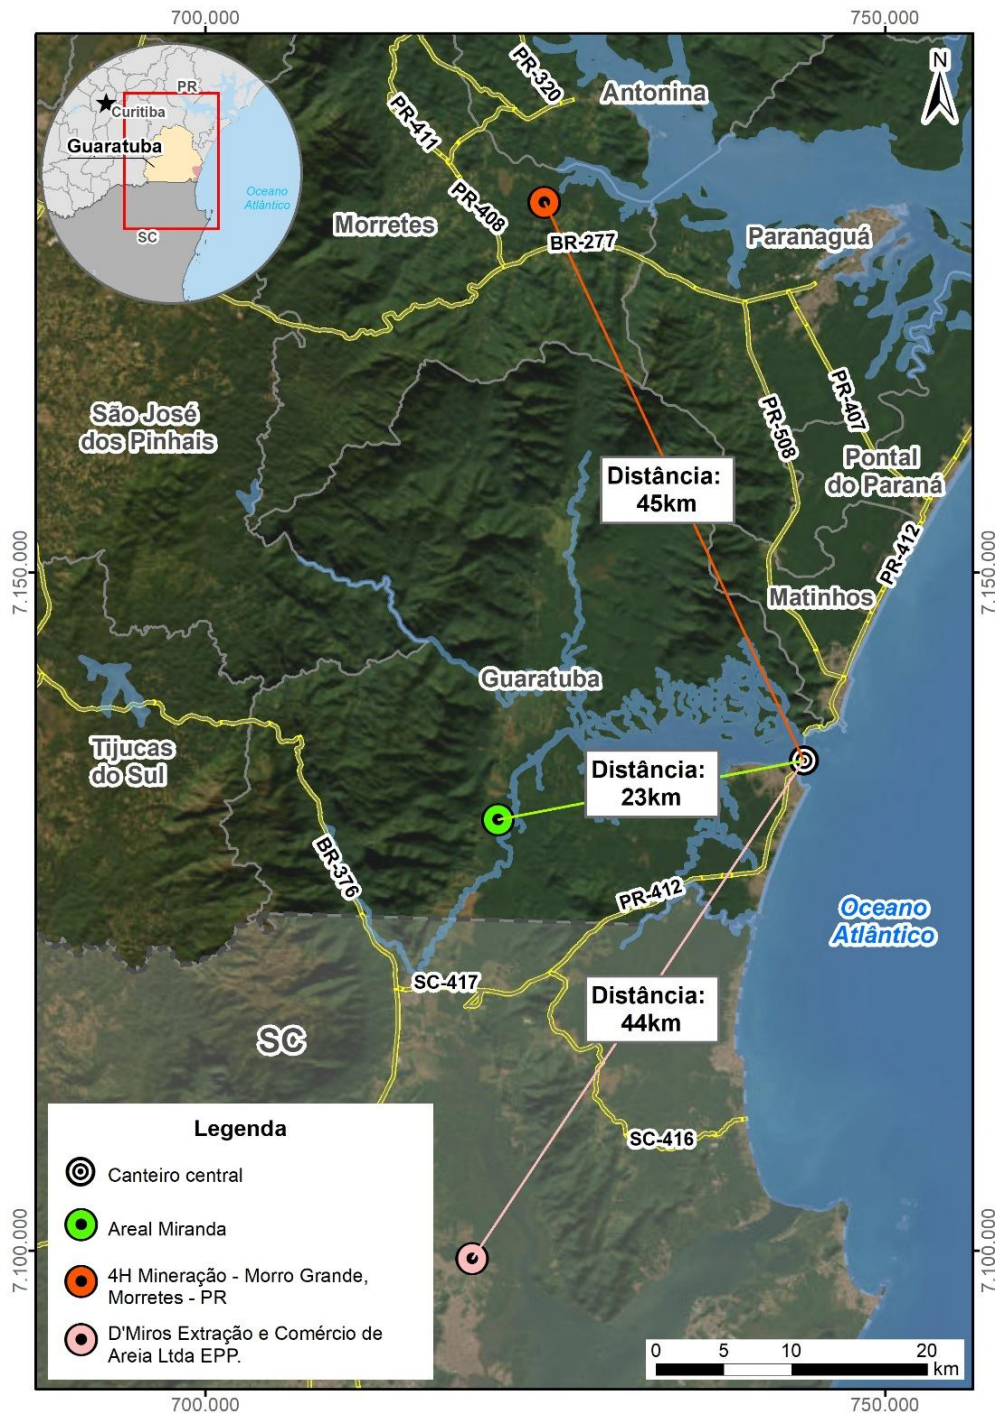 700.000
750.000
N
PR
Curitiba
Guaratuba
Oceano
Atlântico
SC
PR-320
Antonina
PR-411
PR-408
Morretes
BR-277
Paranaguá
São José
dos Pinhais
PR-508
PR-407
Pontal
do Paraná
Distância:
45km
PR-412
7.150.000
7.150.000
Matinhos
Guaratuba
Tijucas
do Sul
Distância:
23km
BR-376
PR-412
Oceano
Atlântico
SC-417
Distância:
44km
SC
SC-416
Legenda
Canteiro central
Areal Miranda
4H Mineração - Morro Grande,
Morretes - PR
D'Miros Extração e Comércio de
Areia Ltda EPP.
7.100.000
7.100.000
0 5 10 20
km
700.000
750.000